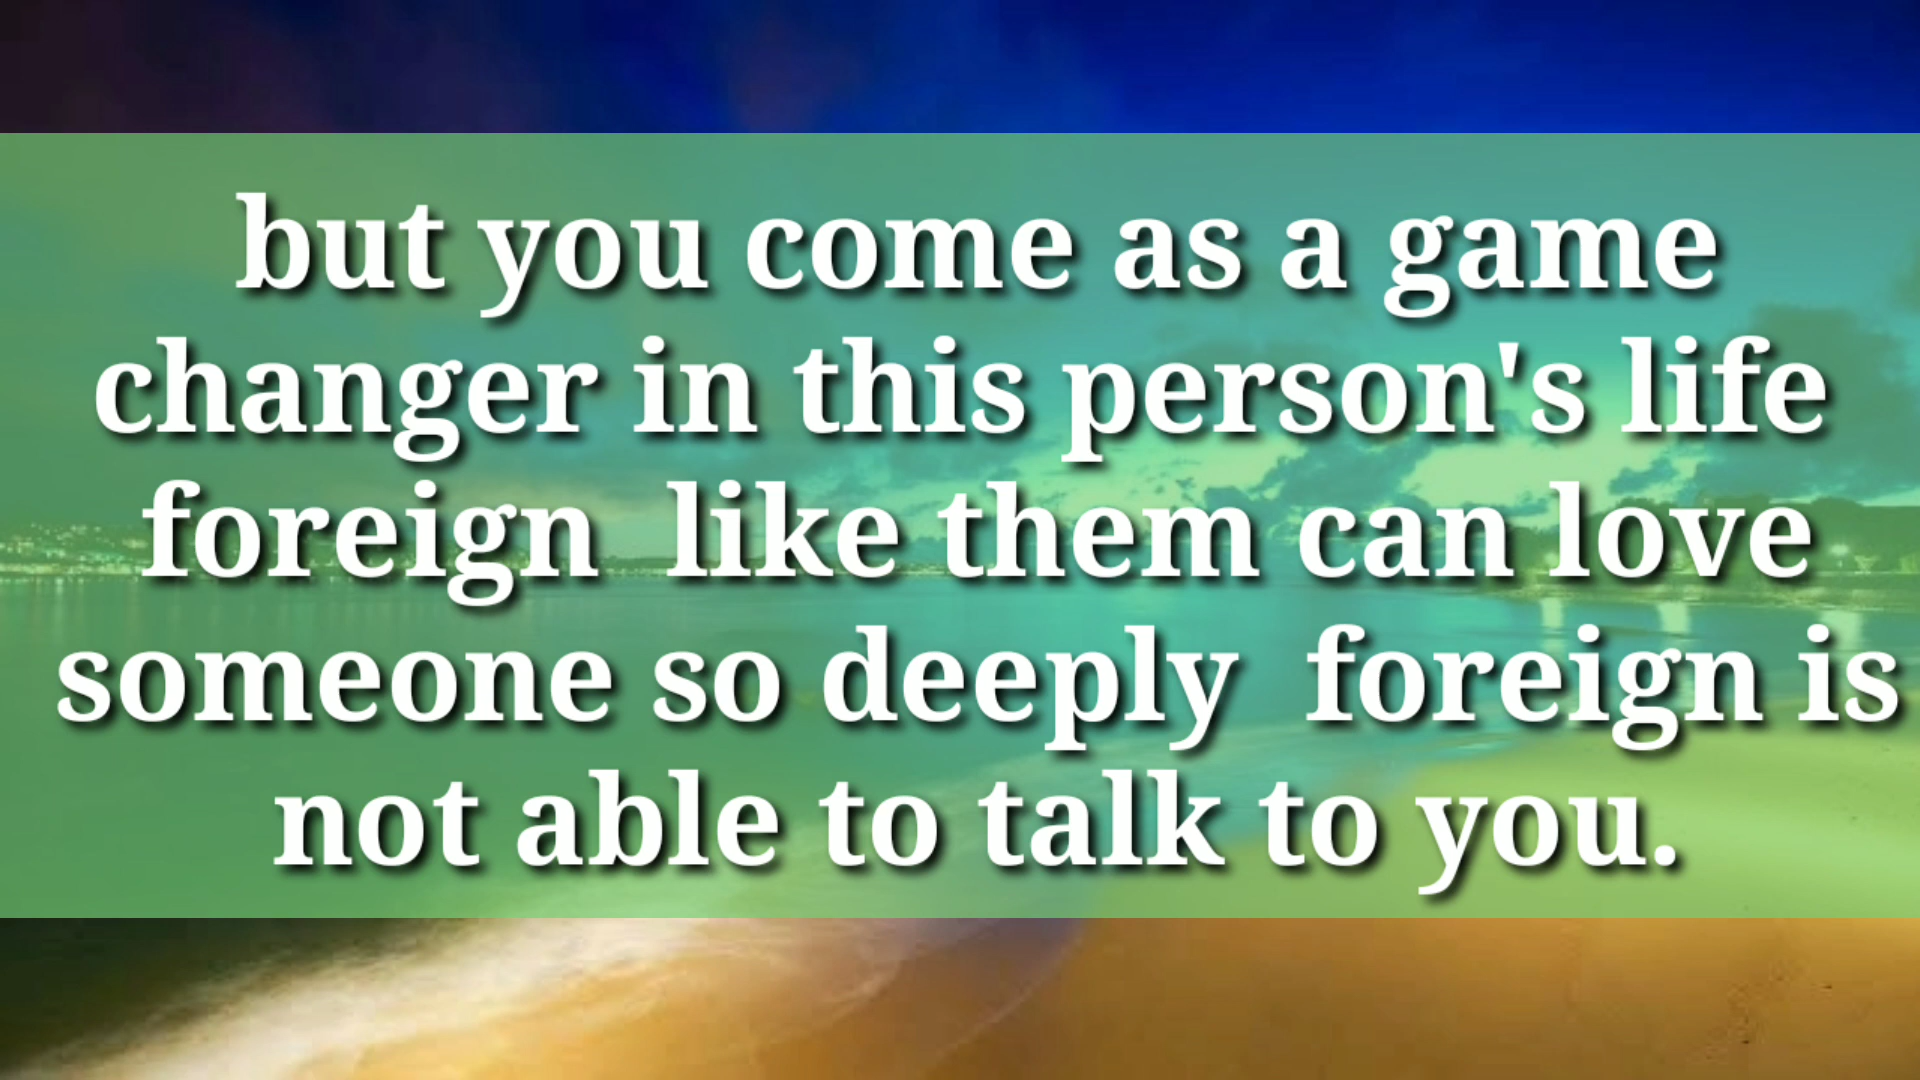 but you come as a game
changer in this person's life
foreign like them can love
someone so deeply foreign is
not able to talk to you.